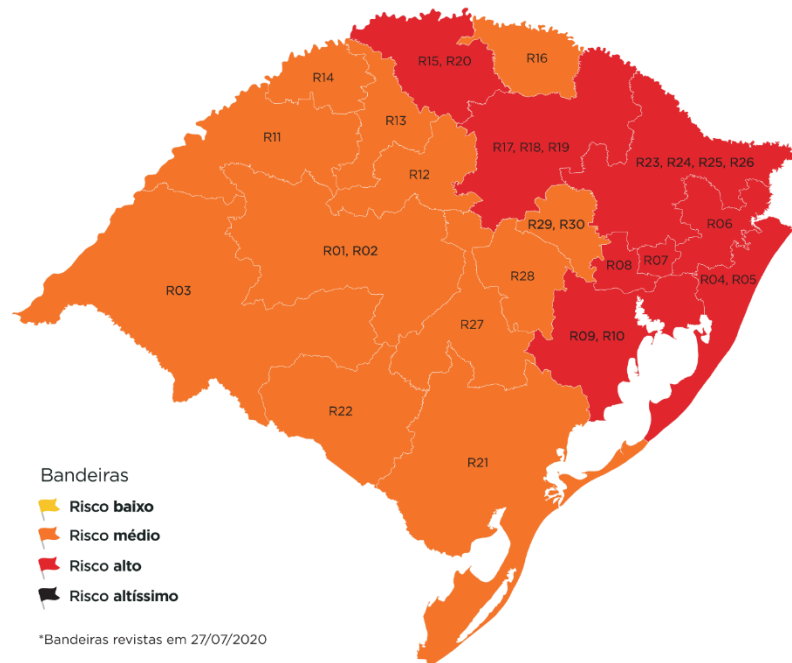 R15, R20
R16
R14
R13
R11
R17, R18, R19
R23, R24, R25, R26
R12
R06
R29, R30
R01, R02
R07
R08
R28
R04, R05
R03
R27
R09, R10
R22
R21
Bandeiras
Risco baixo
Risco médio
Risco alto
Risco altíssimo
*Bandeiras revistas em 27/07/2020